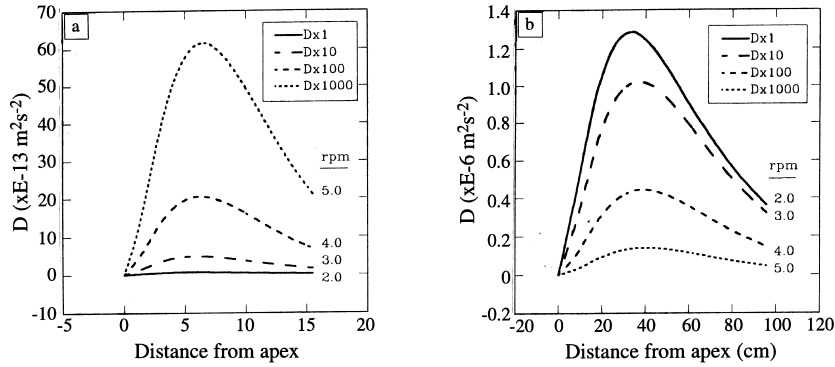 a
Dx1
Dx10
Dx100
Dx1000
70
60
50
40
30
20
10
0
-10
D (xE-13 m²s⁻²)
rpm
5.0
4.0
3.0
2.0
-5
0
5
10
15
20
Distance from apex
b
Dx1
Dx10
Dx100
Dx1000
1.4
1.2
1.0
0.8
0.6
0.4
0.2
0
-0.2
D (xE-6 m²s⁻²)
rpm
2.0
3.0
4.0
5.0
-20
0
20
40
60
80
100
120
Distance from apex (cm)